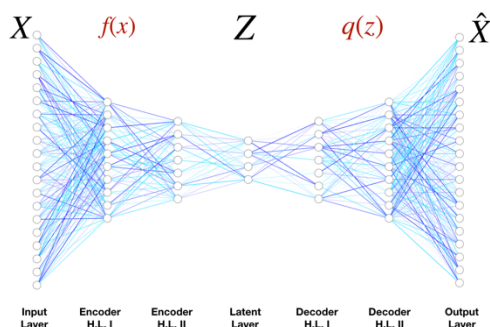 X f(x) Z q(z) X̂
Input Encoder Encoder Latent Decoder Decoder Output
Layer H.L. I H.L. II Layer H.L. I H.L. II Layer